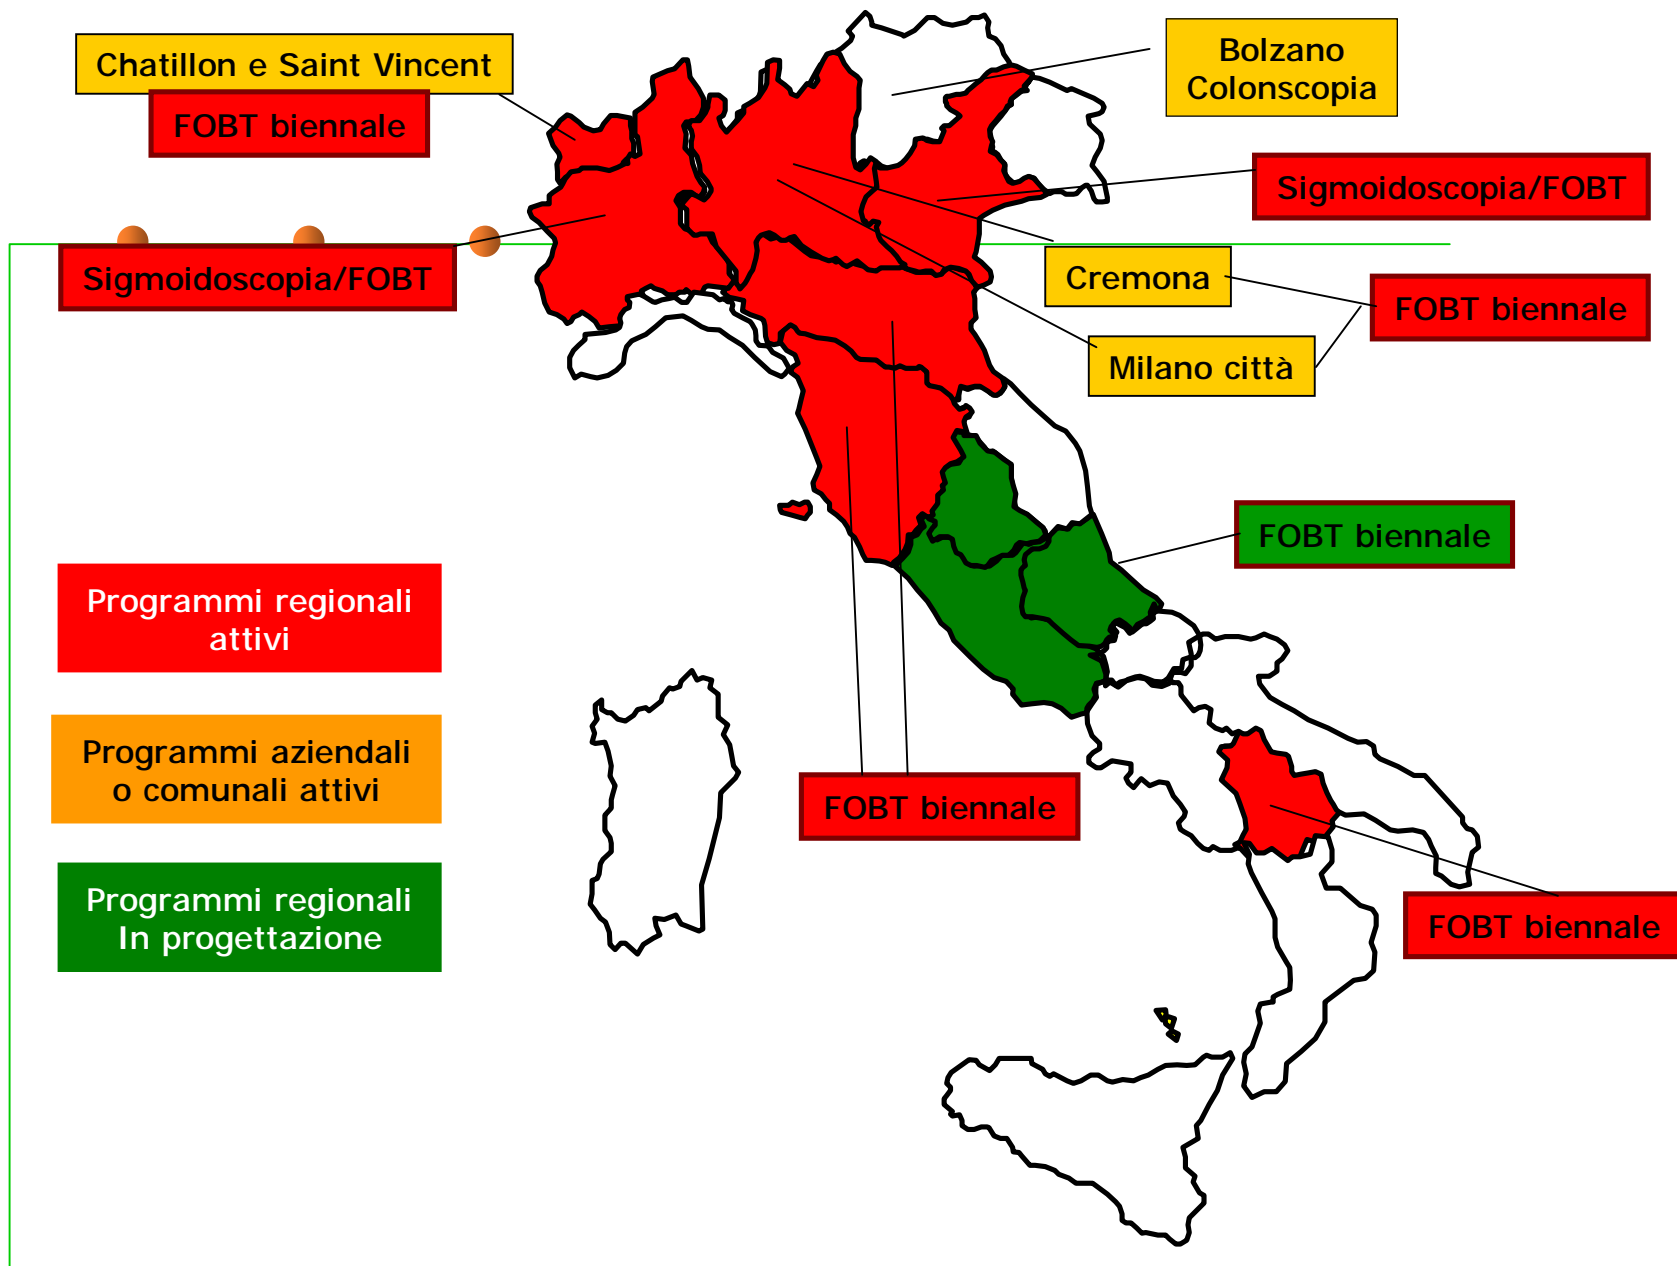 Chatillon e Saint Vincent
FOBT biennale
Bolzano
Colonscopia
Sigmoidoscopia/FOBT
Sigmoidoscopia/FOBT
Cremona
FOBT biennale
Milano città
FOBT biennale
Programmi regionali
attivi
Programmi aziendali
o comunali attivi
FOBT biennale
Programmi regionali
In progettazione
FOBT biennale